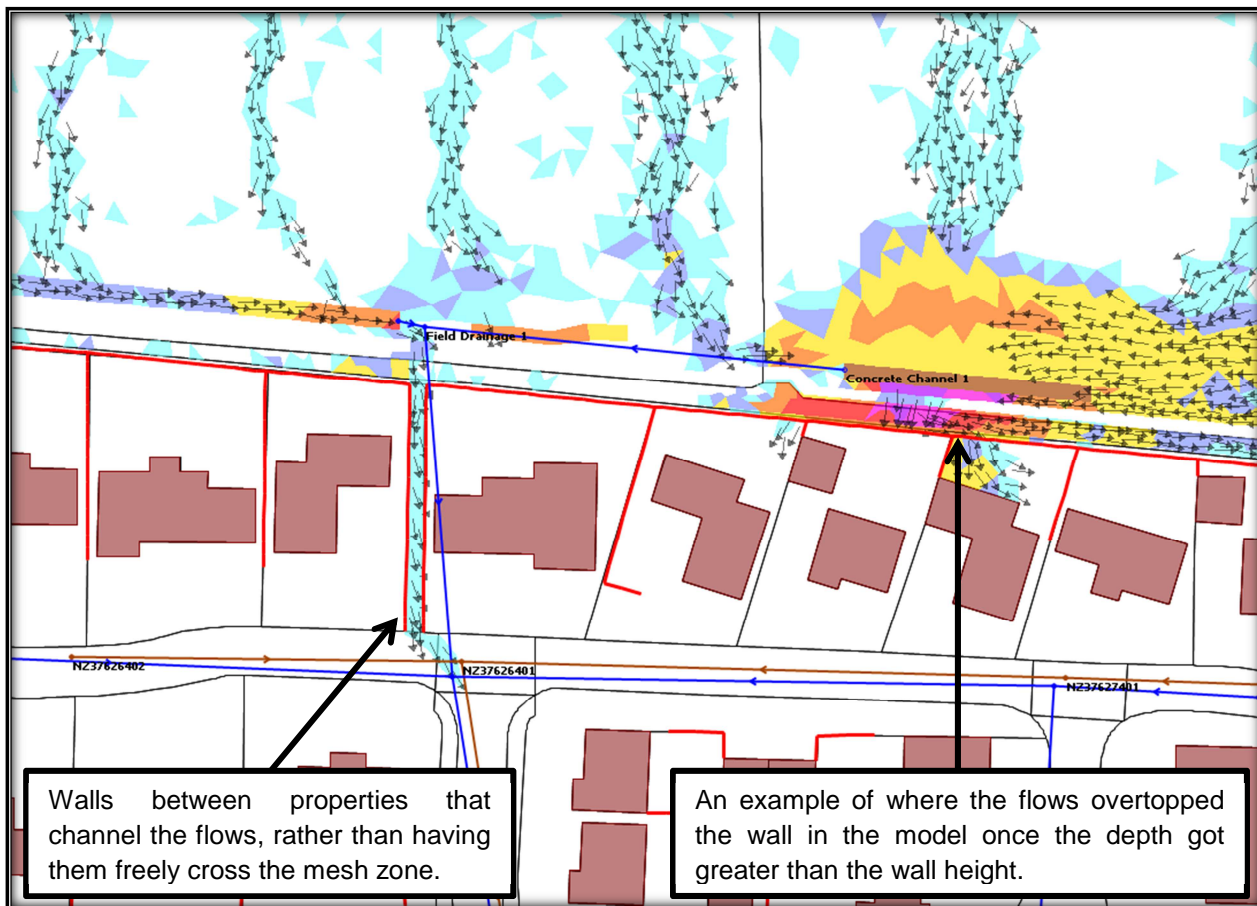 Field Drainage 1
Concrete Channel 1
NZ37626402
NZ37626401
NZ37627401
Walls between properties that
channel the flows, rather than having
them freely cross the mesh zone.
An example of where the flows overtopped
the wall in the model once the depth got
greater than the wall height.